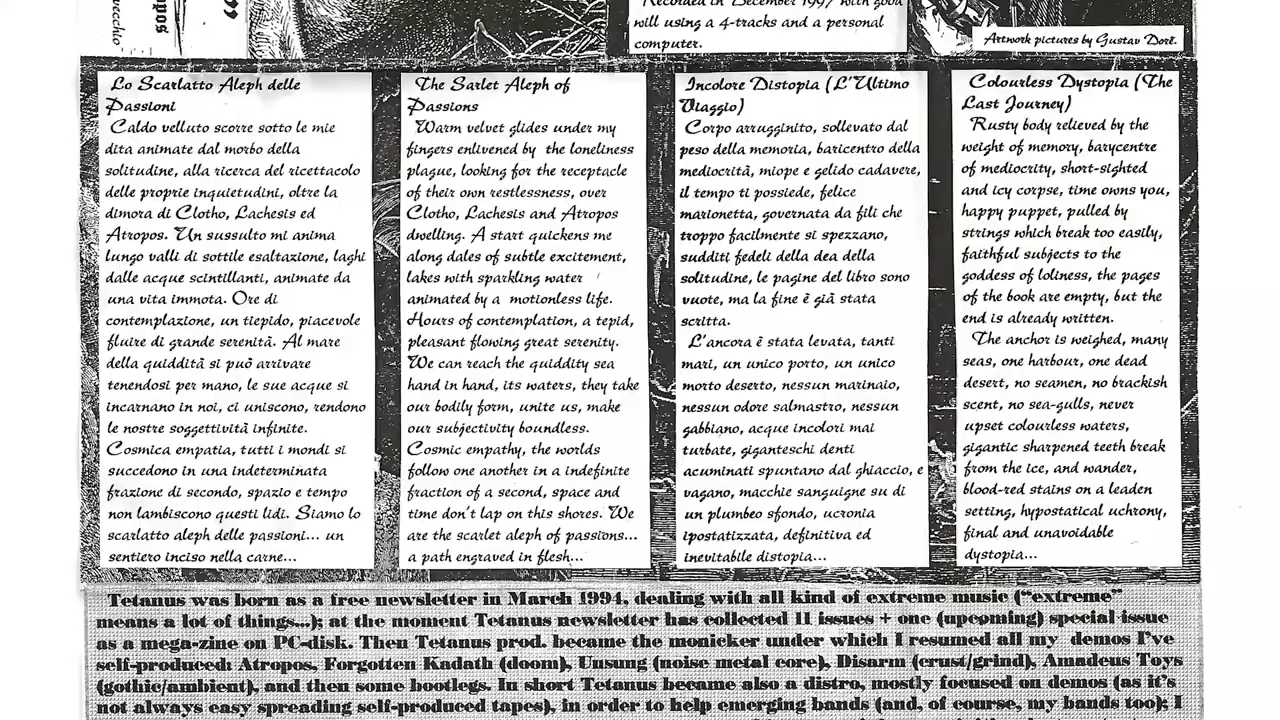 ”
pos
vecchio
Recorded in December 1997 with good
will using a 4-tracks and a personal
computer.
Artwork pictures by Gustav Dorè.
Lo Scarlatto Aleph delle
Passioni
Caldo velluto scorre sotto le mie
dita animate dal morbo della
solitudine, alla ricerca del ricettacolo
delle proprie inquietudini, oltre la
dimora di Clotho, Lachesis ed
Atropos. Un sussulto mi anima
lungo valli di sottile esaltazione, laghi
dalle acque scintillanti, animate da
una vita immota. Ore di
contemplazione, un tiepido, piacevole
fluire di grande serenità. Al mare
della quiddità si può arrivare
tenendosi per mano, le sue acque si
incarnano in noi, ci uniscono, rendono
le nostre soggettività infinite.
Cosmica empatia, tutti i mondi si
succedono in una indeterminata
frazione di secondo, spazio e tempo
non lambiscono questi lidi. Siamo lo
scarlatto aleph delle passioni... un
sentiero inciso nella carne...
The Sarlet Aleph of
Passions
Warm velvet glides under my
fingers enlivened by the loneliness
plague, looking for the receptacle
of their own restlessness, over
Clotho, Lachesis and Atropos
dwelling. A start quickens me
along dales of subtle excitement,
lakes with sparkling water
animated by a motionless life.
Hours of contemplation, a tepid,
pleasant flowing great serenity.
We can reach the quiddity sea
hand in hand, its waters, they take
our bodily form, unite us, make
our subjectivity boundless.
Cosmic empathy, the worlds
follow one another in a indefinite
fraction of a second, space and
time don't lap on this shores. We
are the scarlet aleph of passions...
a path engraved in flesh...
Incolore Distopia (L'Ultimo
Viaggio)
Corpo arrugginito, sollevato dal
peso della memoria, baricentro della
mediocrità, miope e gelido cadavere,
il tempo ti possiede, felice
marionetta, governata da fili che
troppo facilmente si spezzano,
sudditi fedeli della dea della
solitudine, le pagine del libro sono
vuote, ma la fine è già stata
scritta.
L'ancora è stata levata, tanti
mari, un unico porto, un unico
morto deserto, nessun marinaio,
nessun odore salmastro, nessun
gabbiano, acque incolori mai
turbate, giganteschi denti
acuminati spuntano dal ghiaccio, e
vagano, macchie sanguigne su di
un plumbeo sfondo, ucronia
ipostatizzata, definitiva ed
inevitabile distopia...
Colourless Dystopia (The
Last Journey)
Rusty body relieved by the
weight of memory, barycentre
of mediocrity, short-sighted
and icy corpse, time owns you,
happy puppet, pulled by
strings which break too easily,
faithful subjects to the
goddess of loliness, the pages
of the book are empty, but the
end is already written.
The anchor is weighed, many
seas, one harbour, one dead
desert, no seamen, no brackish
scent, no sea-gulls, never
upset colourless waters,
gigantic sharpened teeth break
from the ice, and wander,
blood-red stains on a leaden
setting, hypostatical uchrony,
final and unavoidable
dystopia...
Tetanus was born as a free newsletter in March 1994, dealing with all kind of extreme music (“extreme”
means a lot of things...); at the moment Tetanus newsletter has collected 11 issues + one (upcoming) special issue
as a mega-zine on PC-disk. Then Tetanus prod. became the monicker under which I resumed all my demos I've
self-produced: Atropos, Forgotten Kadath (doom), Unsung (noise metal core), Disarm (crust/grind), Amadeus Toys
(gothic/ambient), and then some bootlegs. In short Tetanus became also a distro, mostly focused on demos (as it's
not always easy spreading self-produced tapes), in order to help emerging bands (and, of course, my bands too); I